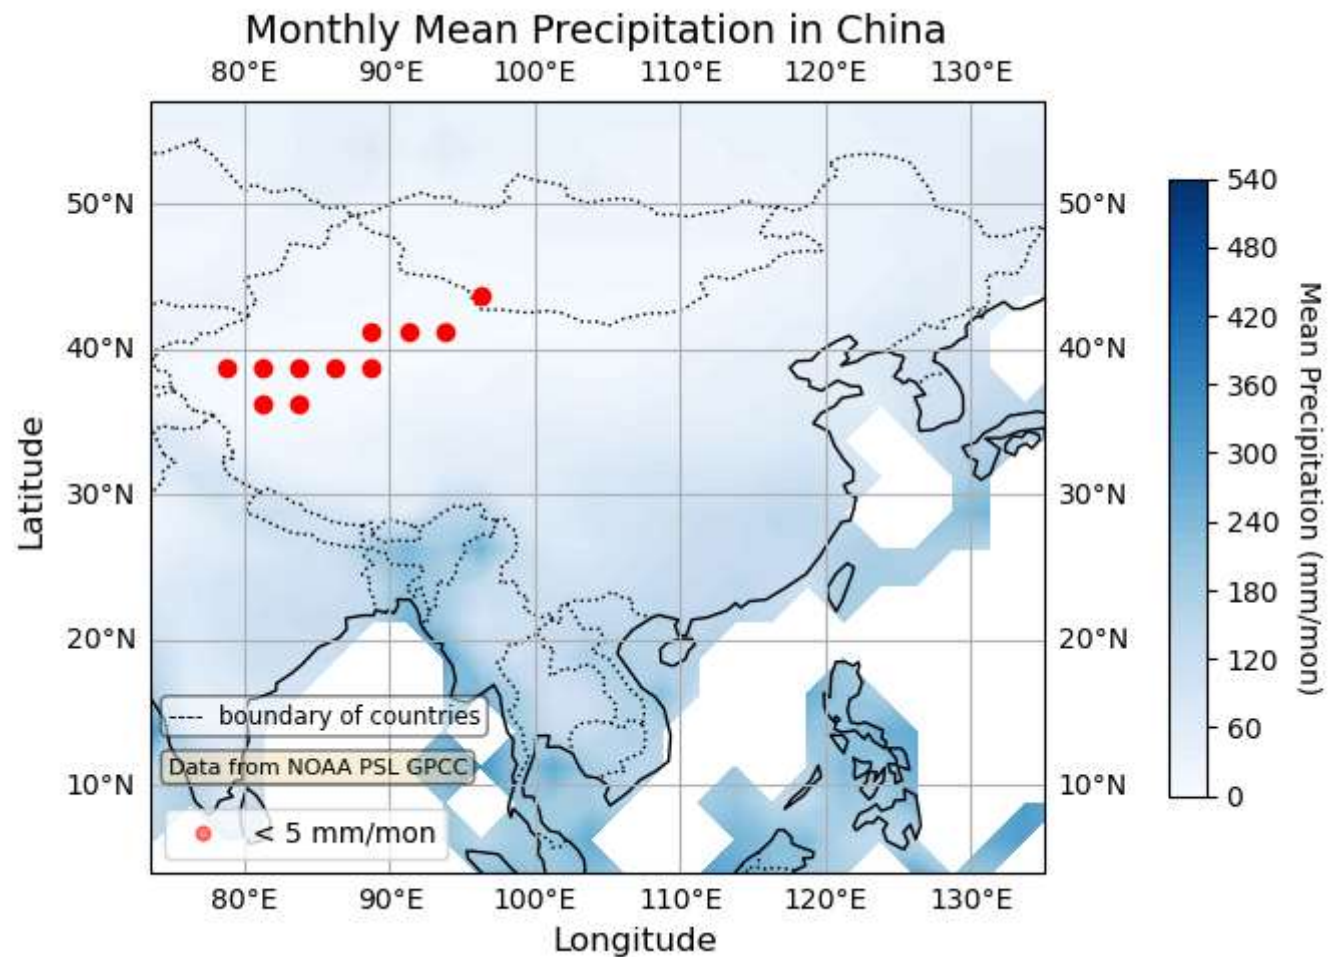 Monthly Mean Precipitation in China
80°E 90°E 100°E 110°E 120°E 130°E
50°N 50°N
40°N 40°N
30°N 30°N
20°N 20°N
10°N 10°N
Latitude
boundary of countries
Data from NOAA PSL GPCC
< 5 mm/mon
80°E 90°E 100°E 110°E 120°E 130°E
Longitude
540
480
420
360
300
240
180
120
60
0
Mean Precipitation (mm/mon)